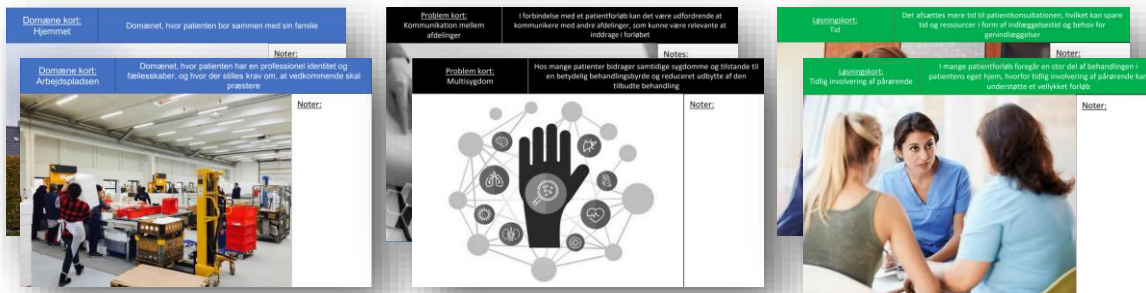 Domæne kort:
Hjemmet
Domænet, hvor patienten bor sammen med sin familie
Noter:
Domæne kort:
Arbejdspladsen
Domænet, hvor patienten har en professionel identitet og
fællesskaber, og hvor der stilles krav om, at vedkommende skal
præstere
Noter:
Problem kort:
Kommunikation mellem
afdelinger
I forbindelse med et patientforløb kan det være udfordrende at
kommunikere med andre afdelinger, som kunne være relevante at
inddrage i forløbet
Notes:
Problem kort:
Multisygdom
Hos mange patienter bidrager samtidige sygdomme og tilstande til
en betydelig behandlingsbyrde og reduceret udbytte af den
tilbudte behandling
Noter:
Løsningskort:
Tid
Der afsættes mere tid til patientkonsultationen, hvilket kan spare
tid og ressourcer i form af indlæggelsestid og behov for
genindlæggelser
Løsningskort:
Tidlig involvering af pårørende
I mange patientforløb foregår en stor del af behandlingen i
patientens eget hjem, hvorfor tidlig involvering af pårørende kan
understøtte et vellykket forløb
Noter: